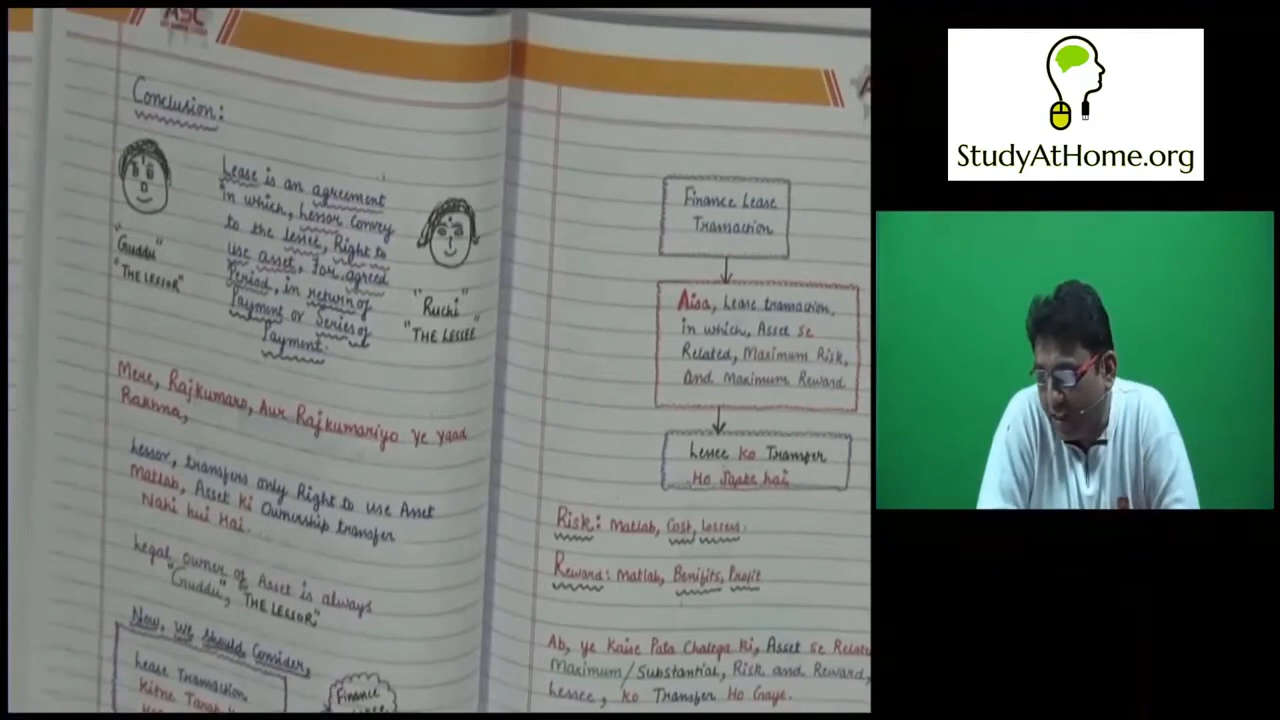 ASC
Conclusion:
Lease is an agreement
in which, Lessor convey
to the lessee, Right to
use asset, for agreed
Period, in return of
Payment or Series of
Payment.
"Guddu"
"THE LESSOR"
"Ruchi"
"THE LESSEE"
Mere, Rajkumaro, Aur Rajkumariyo ye yaad
Rakhna,
Lessor, transfers only Right to use Asset
Matlab, Asset ki Ownership transfer
Nahi hui hai.
Legal owner of Asset is always
"Guddu", "THE LESSOR"
Now, we should Consider,
Lease Transaction
Kitne
Finance
Finance Lease
Transaction
Aisa, Lease transaction,
in which, Asset se
Related, Maximum Risk,
and Maximum Reward
Lessee ko Transfer
Ho Jaate hai
Risk: Matlab, Cost, Losses.
Reward: Matlab, Benifits, Profit
Ab, ye Kaise Pata Chalega ki, Asset se Relate
Maximum/Substantial, Risk and Reward,
Lessee, ko Transfer Ho Gaye.
StudyAtHome.org